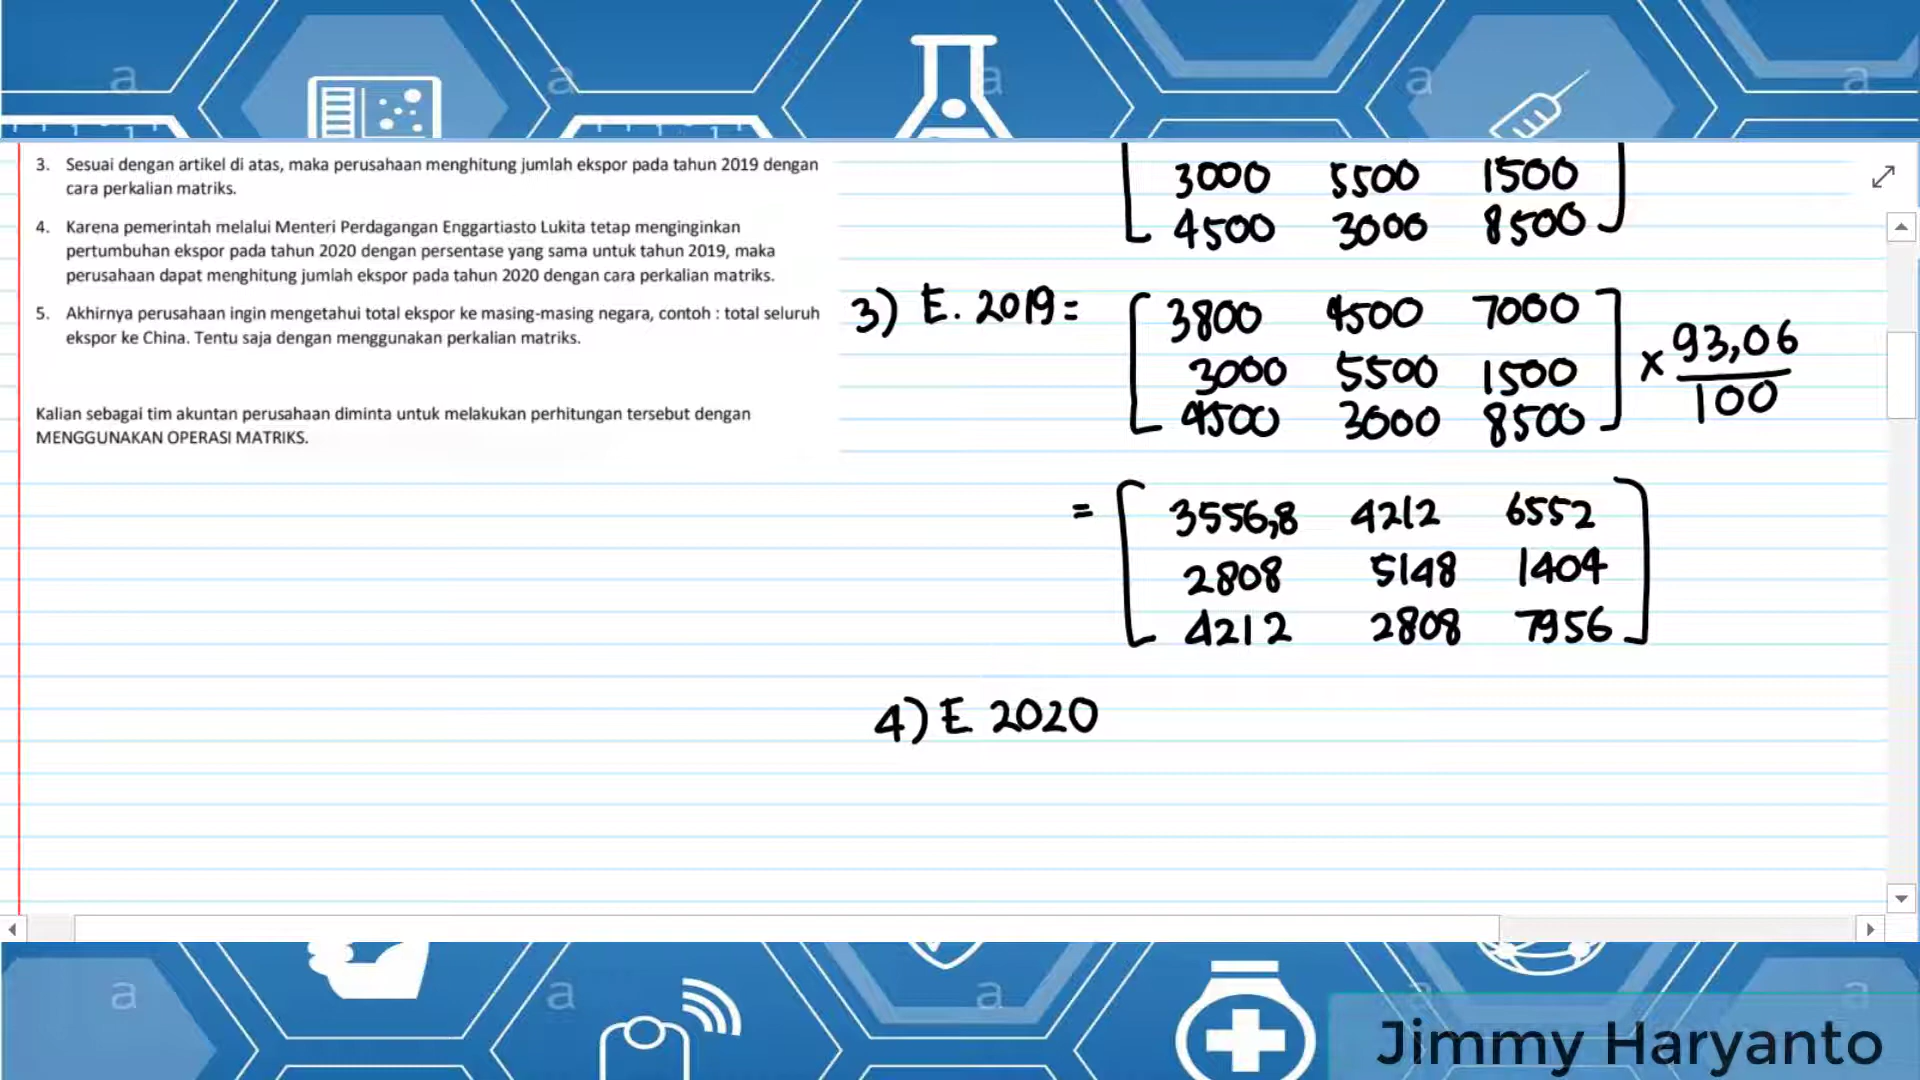 a a a a a
3. Sesuai dengan artikel di atas, maka perusahaan menghitung jumlah ekspor pada tahun 2019 dengan
cara perkalian matriks.
4. Karena pemerintah melalui Menteri Perdagangan Enggartiasto Lukita tetap menginginkan
pertumbuhan ekspor pada tahun 2020 dengan persentase yang sama untuk tahun 2019, maka
perusahaan dapat menghitung jumlah ekspor pada tahun 2020 dengan cara perkalian matriks.
5. Akhirnya perusahaan ingin mengetahui total ekspor ke masing-masing negara, contoh : total seluruh
ekspor ke China. Tentu saja dengan menggunakan perkalian matriks.
Kalian sebagai tim akuntan perusahaan diminta untuk melakukan perhitungan tersebut dengan
MENGGUNAKAN OPERASI MATRIKS.
3000 5500 1500
4500 3000 8500
3) E. 2019 =
3800 4500 7000
3000 5500 1500
4500 3000 8500
x 93,06
100
=
3556,8 4212 6552
2808 5148 1404
4212 2808 7956
4) E 2020
a a a a a
Jimmy Haryanto